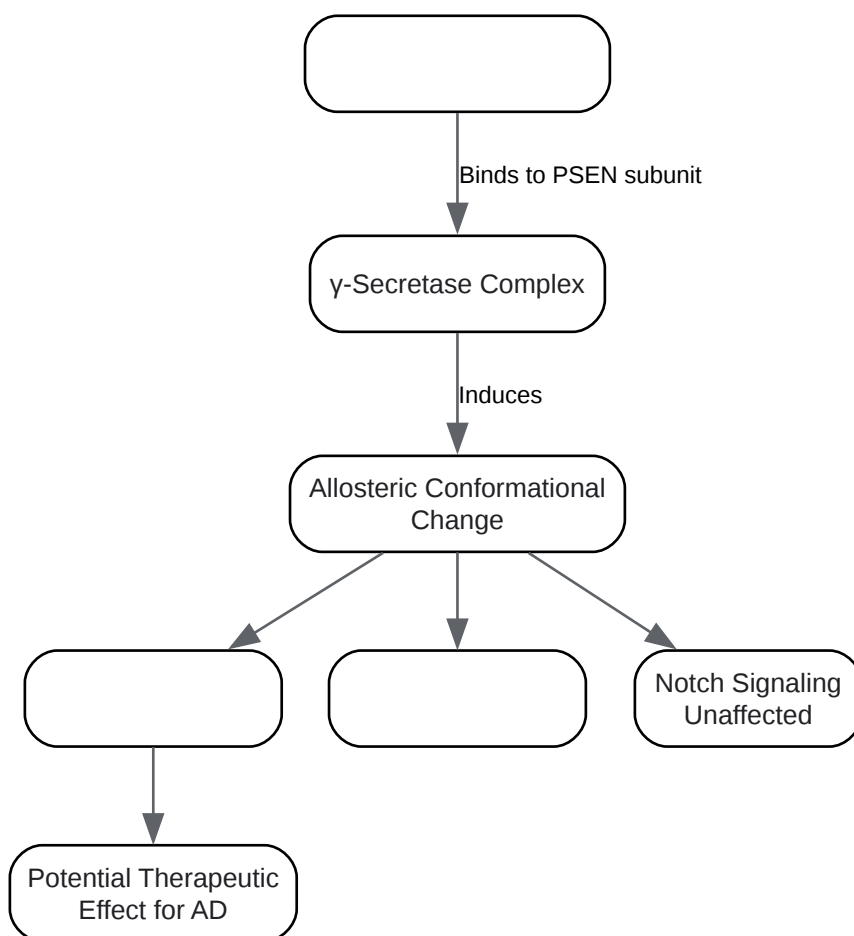 Binds to PSEN subunit
γ-Secretase Complex
Induces
Allosteric Conformational
Change
Notch Signaling
Unaffected
Potential Therapeutic
Effect for AD